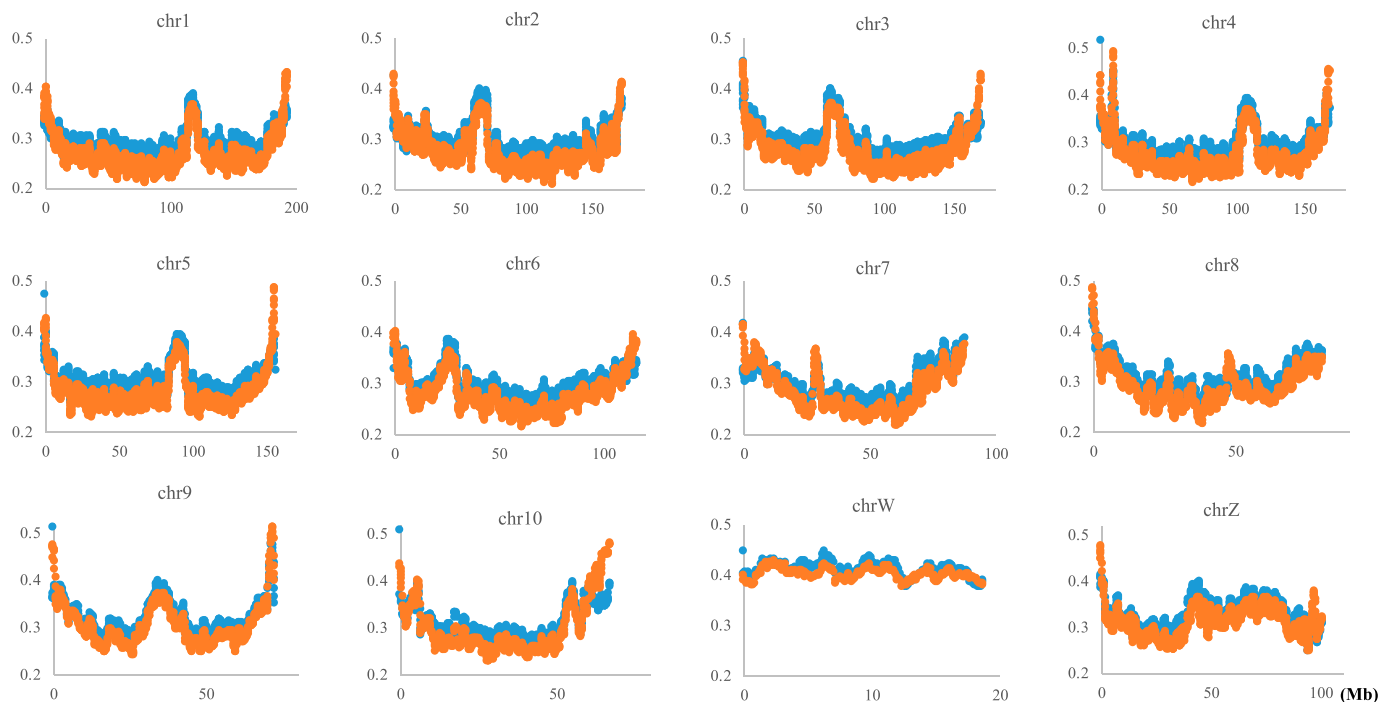 chr1 chr2 chr3 chr4
0.5 0.5 0.5 0.5
0.4 0.4 0.4 0.4
0.3 0.3 0.3 0.3
0.2 0.2 0.2 0.2
0 100 200 0 50 100 150 0 50 100 150 0 50 100 150
chr5 chr6 chr7 chr8
0.5 0.5 0.5 0.5
0.4 0.4 0.4 0.4
0.3 0.3 0.3 0.3
0.2 0.2 0.2 0.2
0 50 100 150 0 50 100 0 50 100 0 50
chr9 chr10 chrW chrZ
0.5 0.5 0.5 0.5
0.4 0.4 0.4 0.4
0.3 0.3 0.3 0.3
0.2 0.2 0.2 0.2
0 50 0 50 0 10 20 0 50 100 (Mb)